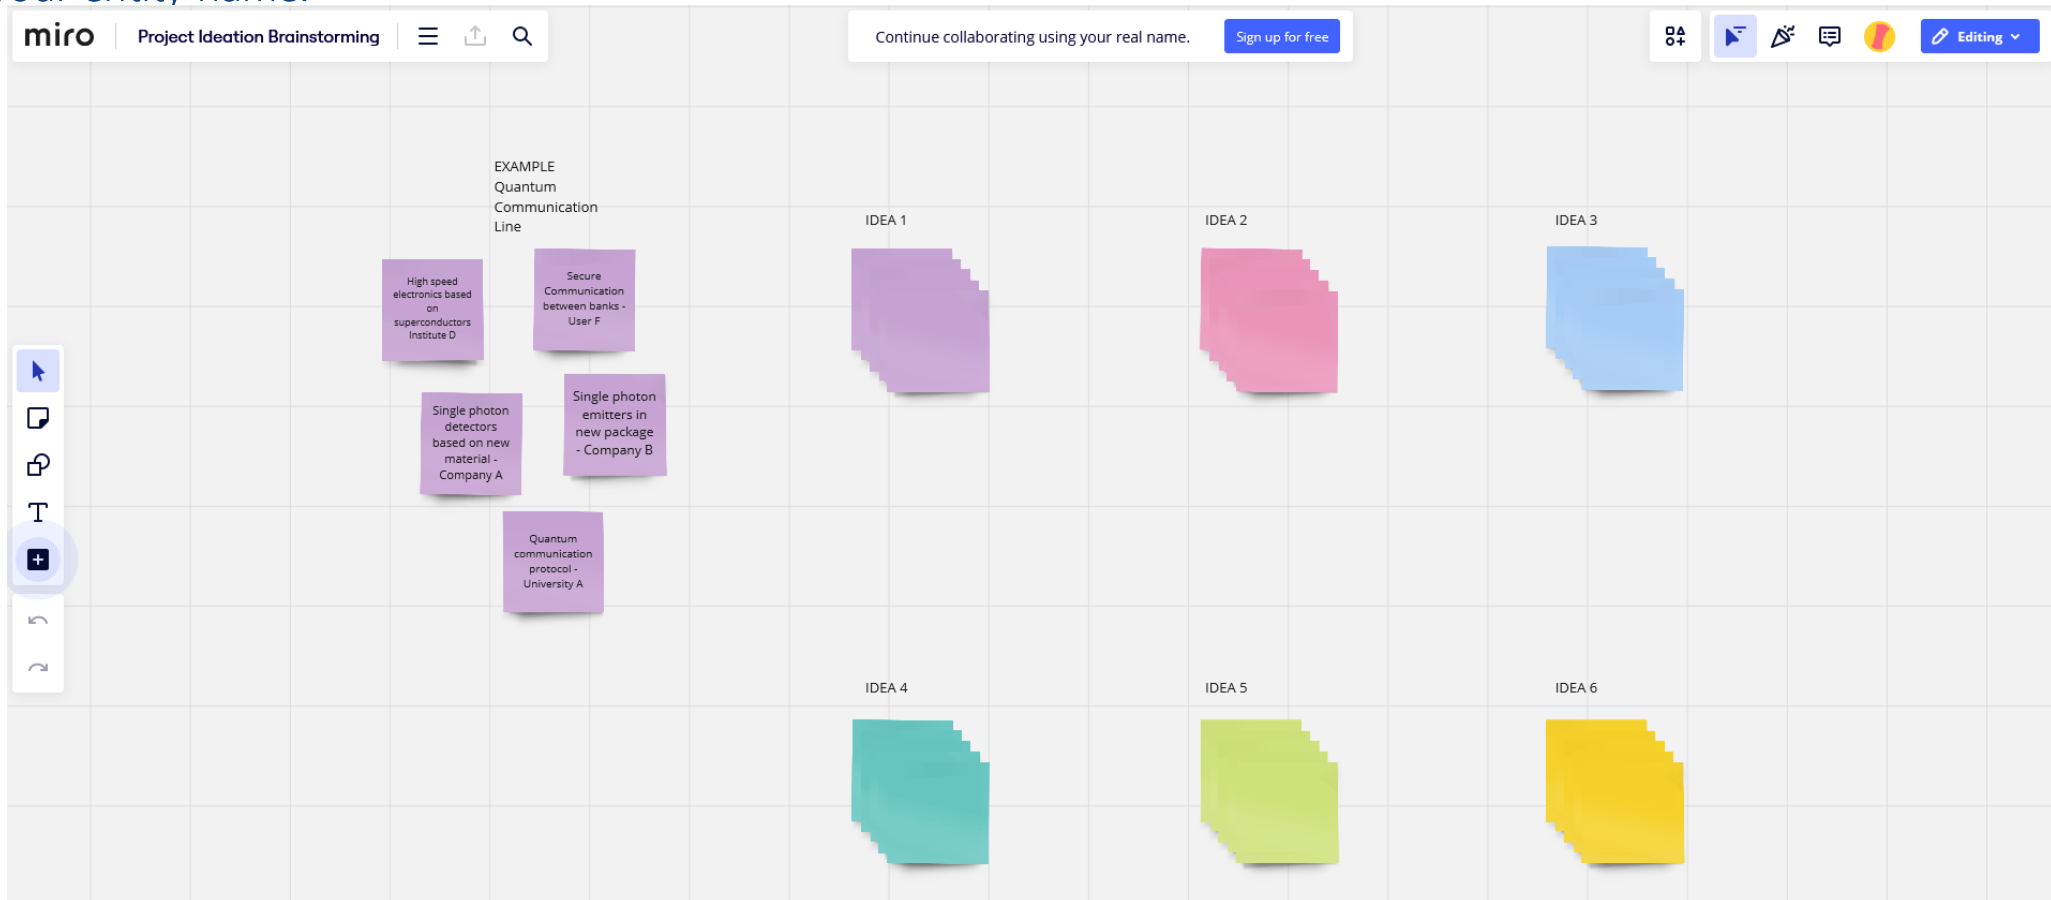 your entity name.
miro
Project Ideation Brainstorming
Continue collaborating using your real name.
Sign up for free
Editing
EXAMPLE
Quantum
Communication
Line
High speed
electronics based
on
superconductors
Institute D
Secure
Communication
between banks -
User F
Single photon
detectors
based on new
material -
Company A
Single photon
emitters in
new package
- Company B
Quantum
communication
protocol -
University A
IDEA 1
IDEA 2
IDEA 3
IDEA 4
IDEA 5
IDEA 6